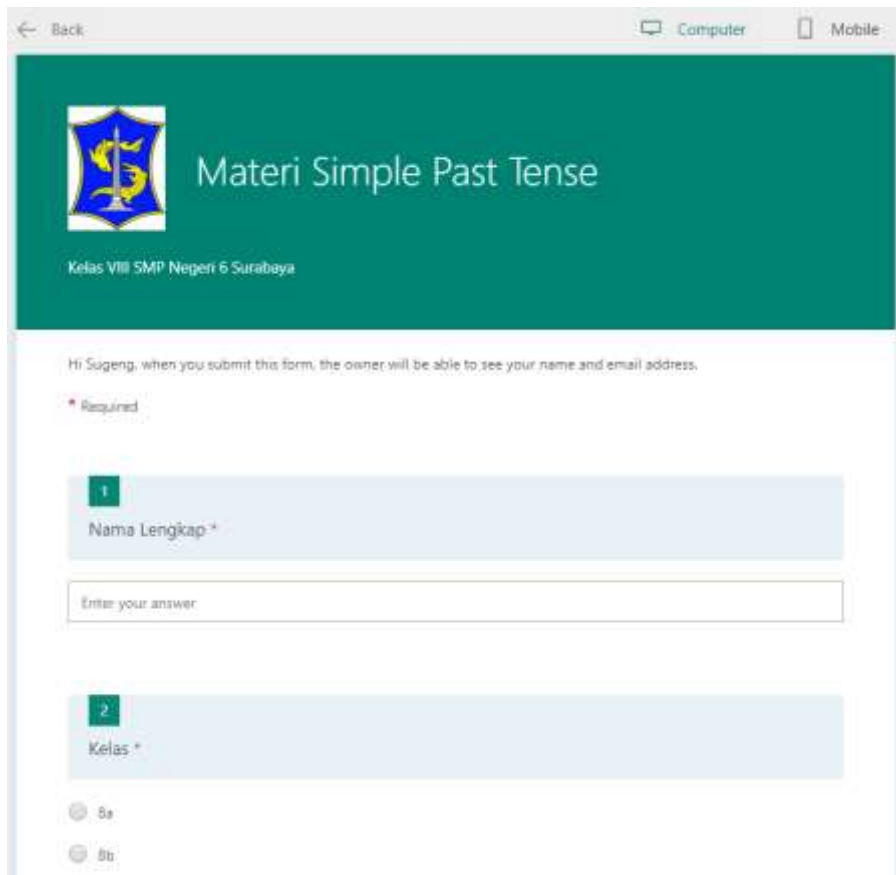 Back
Computer
Mobile
Materi Simple Past Tense
Kelas VIII SMP Negeri 6 Surabaya
Hi Sugeng, when you submit this form, the owner will be able to see your name and email address.
* Required
1
Nama Lengkap *
Enter your answer
2
Kelas *
8a
8b